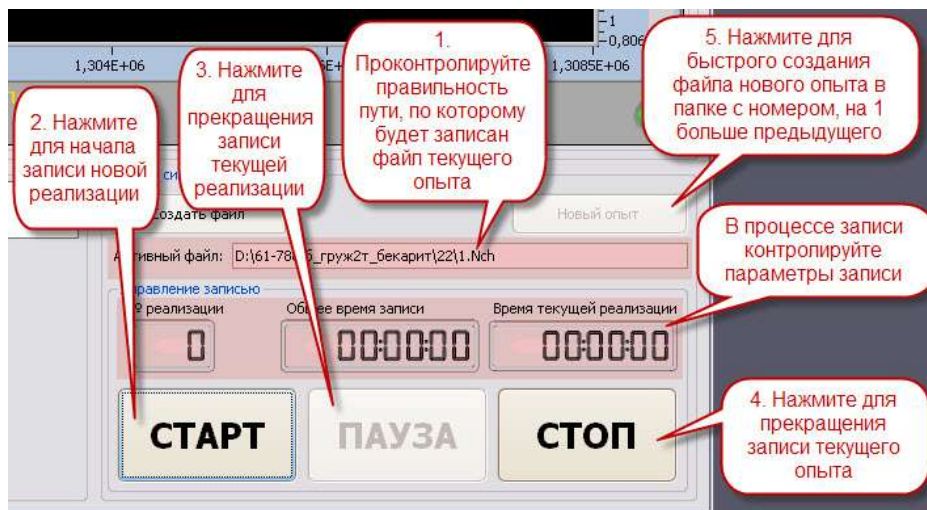 -1
-0,806
1,304E+06
E+
1,3085E+06
1.
Проконтролируйте
правильность
пути, по которому
будет записан
файл текущего
опыта
2. Нажмите
для начала
записи новой
реализации
3. Нажмите
для
прекращения
записи
текущей
реализации
5. Нажмите для
быстрого создания
файла нового опыта в
папке с номером, на 1
больше предыдущего
Создать файл
Новый опыт
файл: D:\61-78
груж2т_бекарит\22\1.Nch
В процессе записи
контролируйте
параметры записи
записью
реализации
время записи
Время текущей реализации
0
00:00:00
00:00:00
СТАРТ
ПАУЗА
СТОП
4. Нажмите для
прекращения
записи текущего
опыта